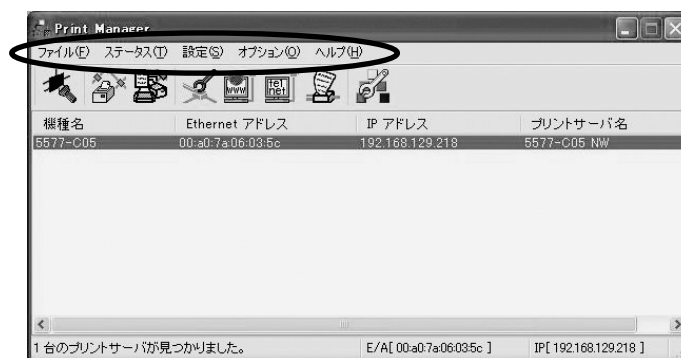 Print Manager
ファイル(F) ステータス(T) 設定(S) オプション(O) ヘルプ(H)
www tel net
機種名 Ethernet アドレス IP アドレス プリントサーバ名
5577-C05 00:a0:7a:06:03:5c 192.168.129.218 5577-C05 NW
1 台のプリントサーバが見つかりました。 E/A[ 00:a0:7a:06:03:5c ] IP[ 192.168.129.218 ]